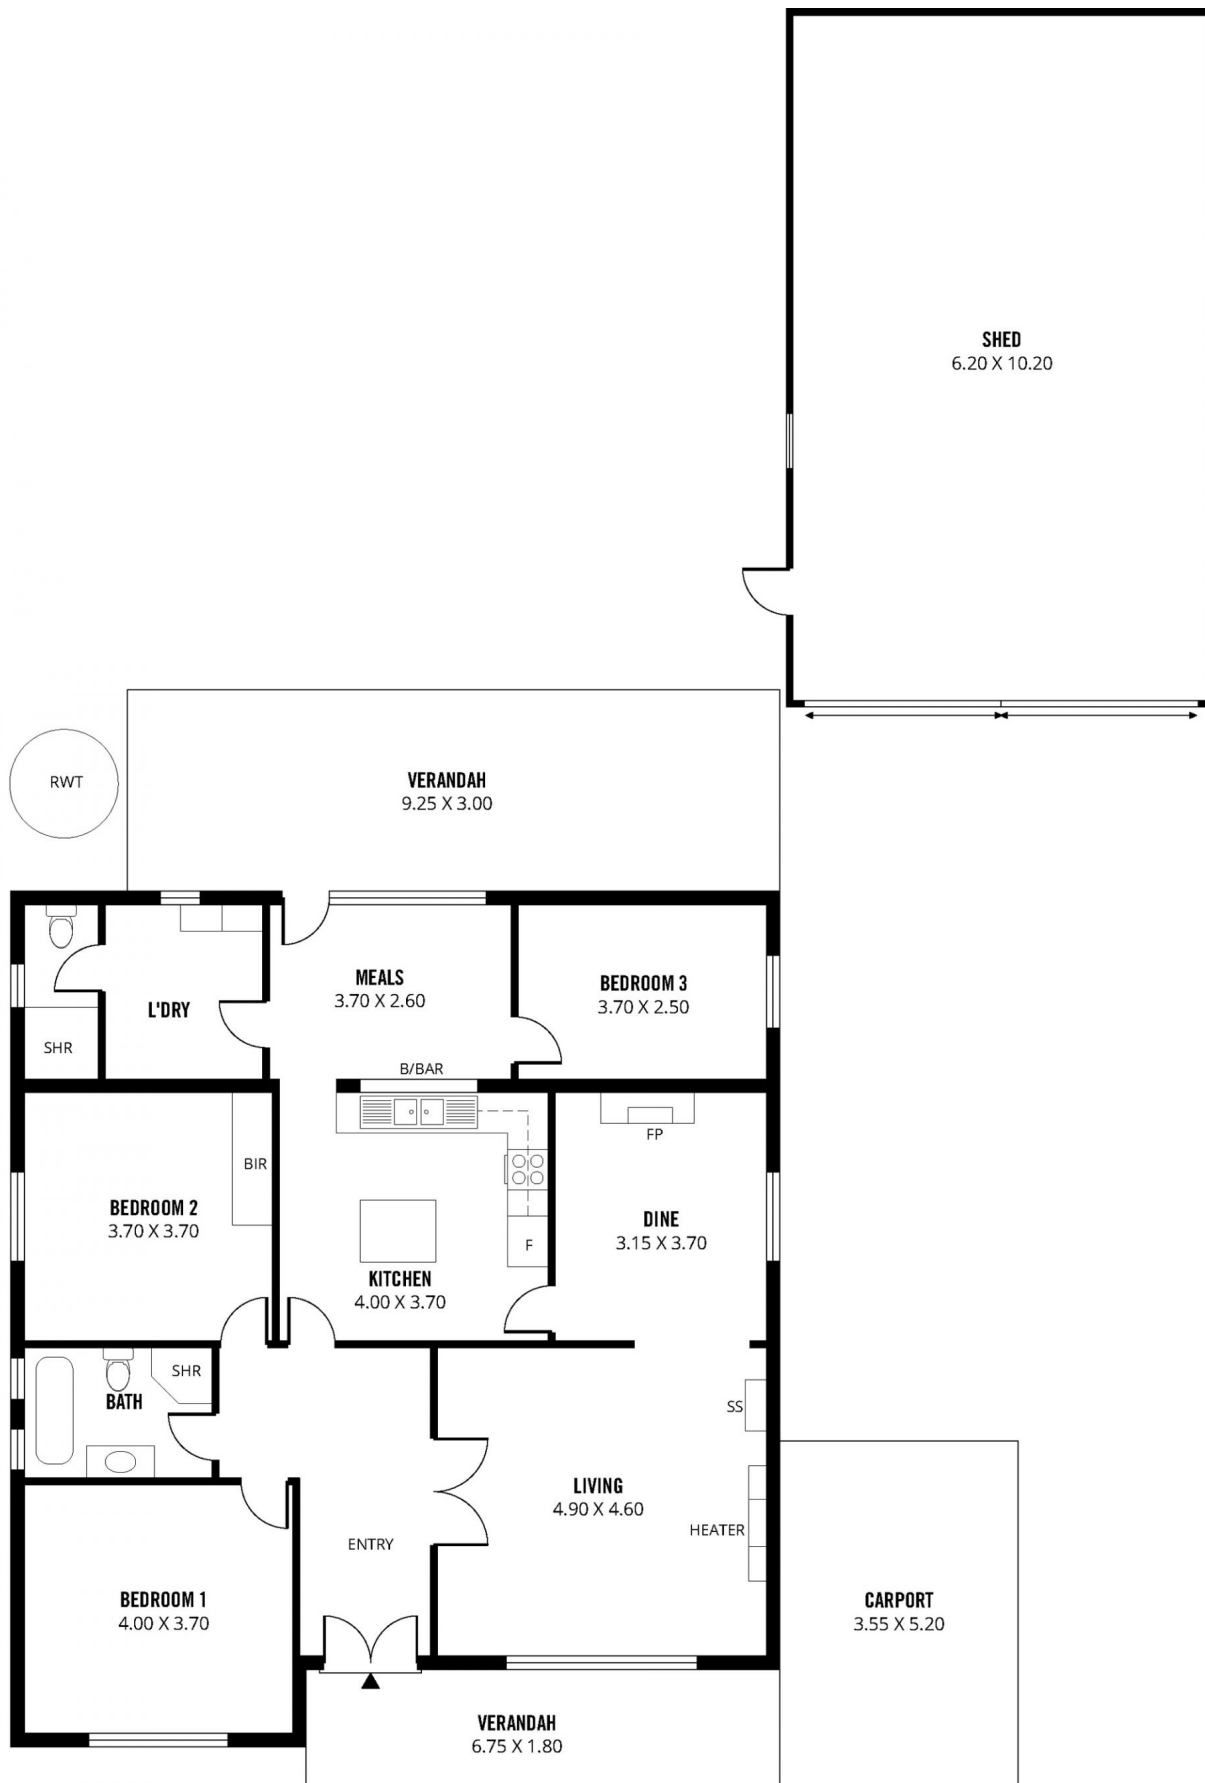 SHED
6.20 X 10.20
RWT
VERANDAH
9.25 X 3.00
MEALS
3.70 X 2.60
BEDROOM 3
3.70 X 2.50
L'DRY
SHR
B/BAR
FP
BIR
BEDROOM 2
3.70 X 3.70
DINE
3.15 X 3.70
F
KITCHEN
4.00 X 3.70
SHR
BATH
SS
LIVING
4.90 X 4.60
HEATER
ENTRY
BEDROOM 1
4.00 X 3.70
CARPORT
3.55 X 5.20
VERANDAH
6.75 X 1.80